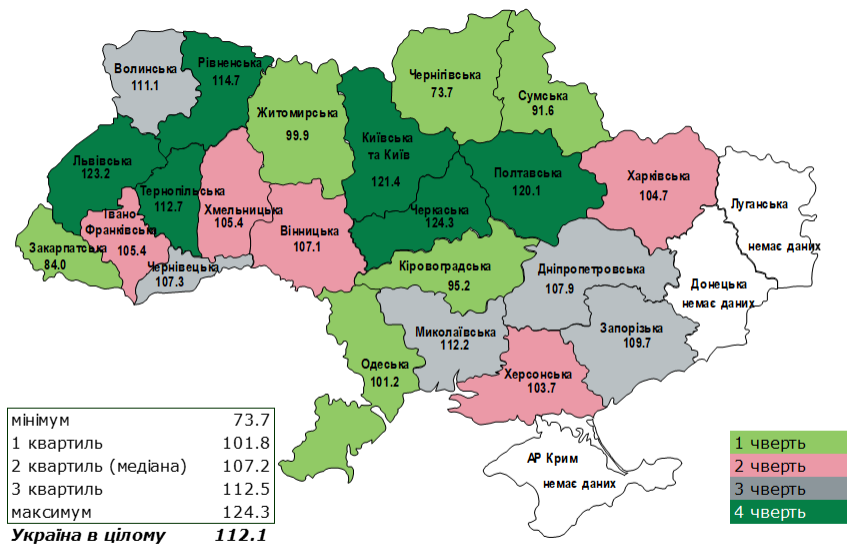 Волинська
111.1
Рівненська
114.7
Житомирська
99.9
Київська
та Київ
121.4
Чернігівська
73.7
Сумська
91.6
Львівська
123.2
Тернопільська
112.7
Хмельницька
105.4
Вінницька
107.1
Черкаська
124.3
Полтавська
120.1
Харківська
104.7
Луганська
немає даних
Івано
Франківськ
105.4
Закарпатська
84.0
Чернівецька
107.3
Кіровоградська
95.2
Дніпропетровська
107.9
Донецька
немає даних
Одеська
101.2
Миколаївська
112.2
Запорізька
109.7
Херсонська
103.7
АР Крим
немає даних
мінімум 73.7
1 квартиль 101.8
2 квартиль (медіана) 107.2
3 квартиль 112.5
максимум 124.3
Україна в цілому 112.1
1 чверть
2 чверть
3 чверть
4 чверть